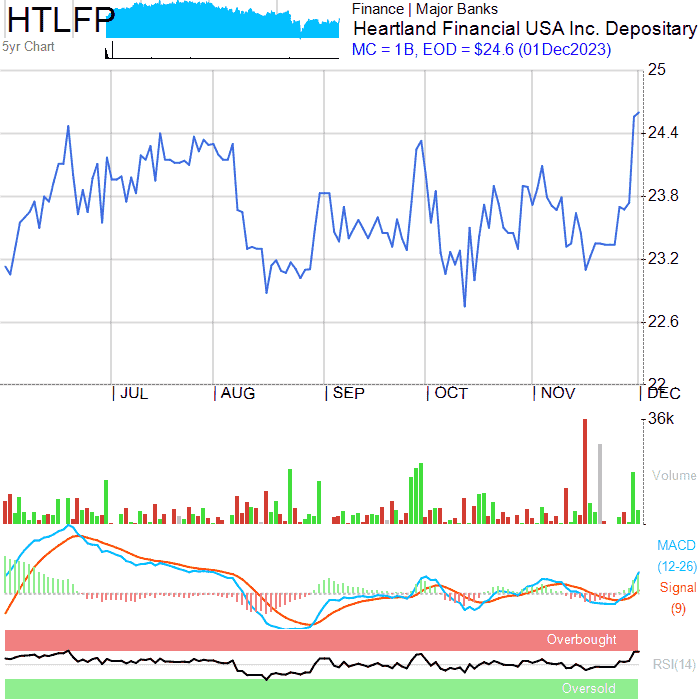 HTLFP
Finance | Major Banks
Heartland Financial USA Inc. Depositary
5yr Chart
MC = 1B, EOD = $24.6 (01Dec2023)
25
24.4
23.8
23.2
22.6
22
JUL
AUG
SEP
OCT
NOV
DEC
36k
Volume
MACD
(12-26)
Signal
(9)
Overbought
RSI(14)
Oversold